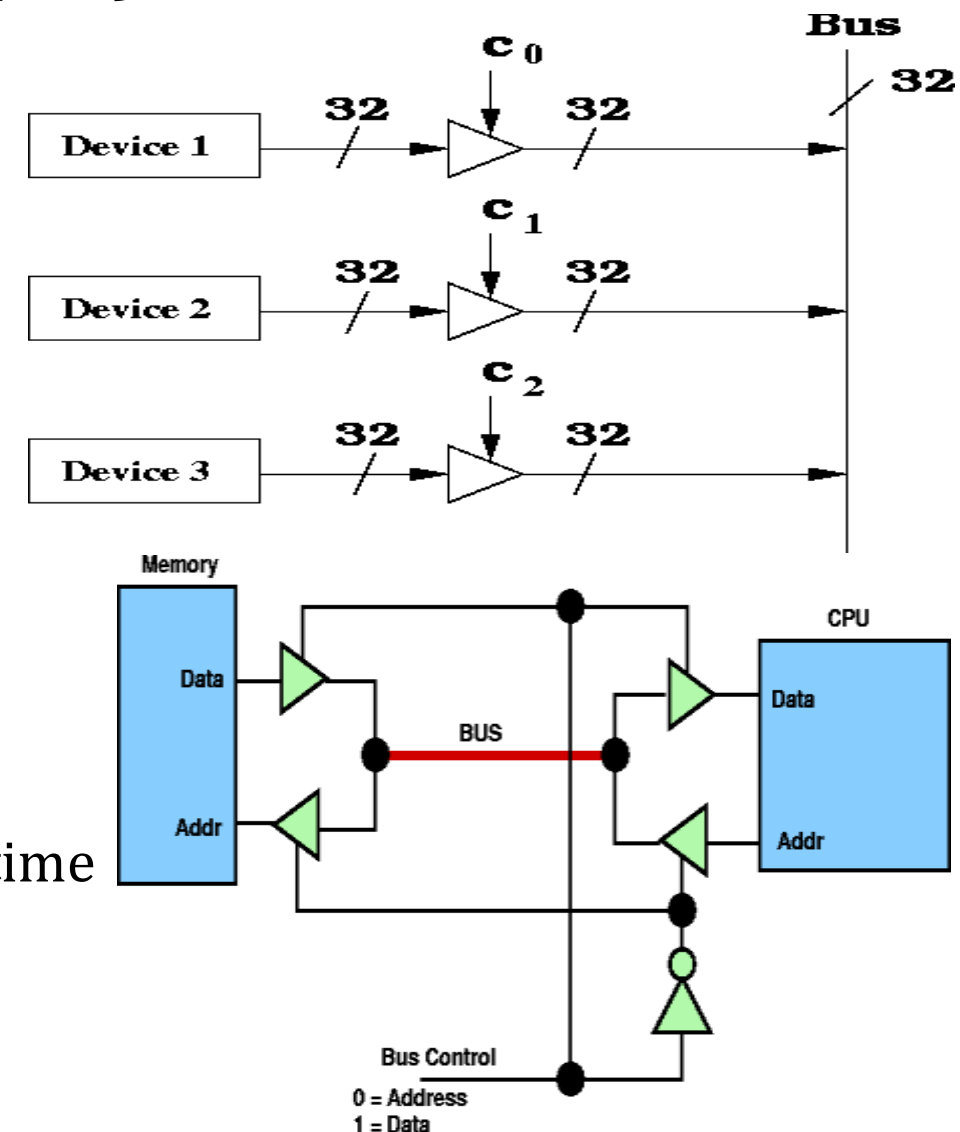 Bus
c 0
32
32
32
Device 1
c 1
32
32
Device 2
c 2
32
32
Device 3
Memory
CPU
Data
Data
BUS
Addr
Addr
time
Bus Control
0 = Address
1 = Data